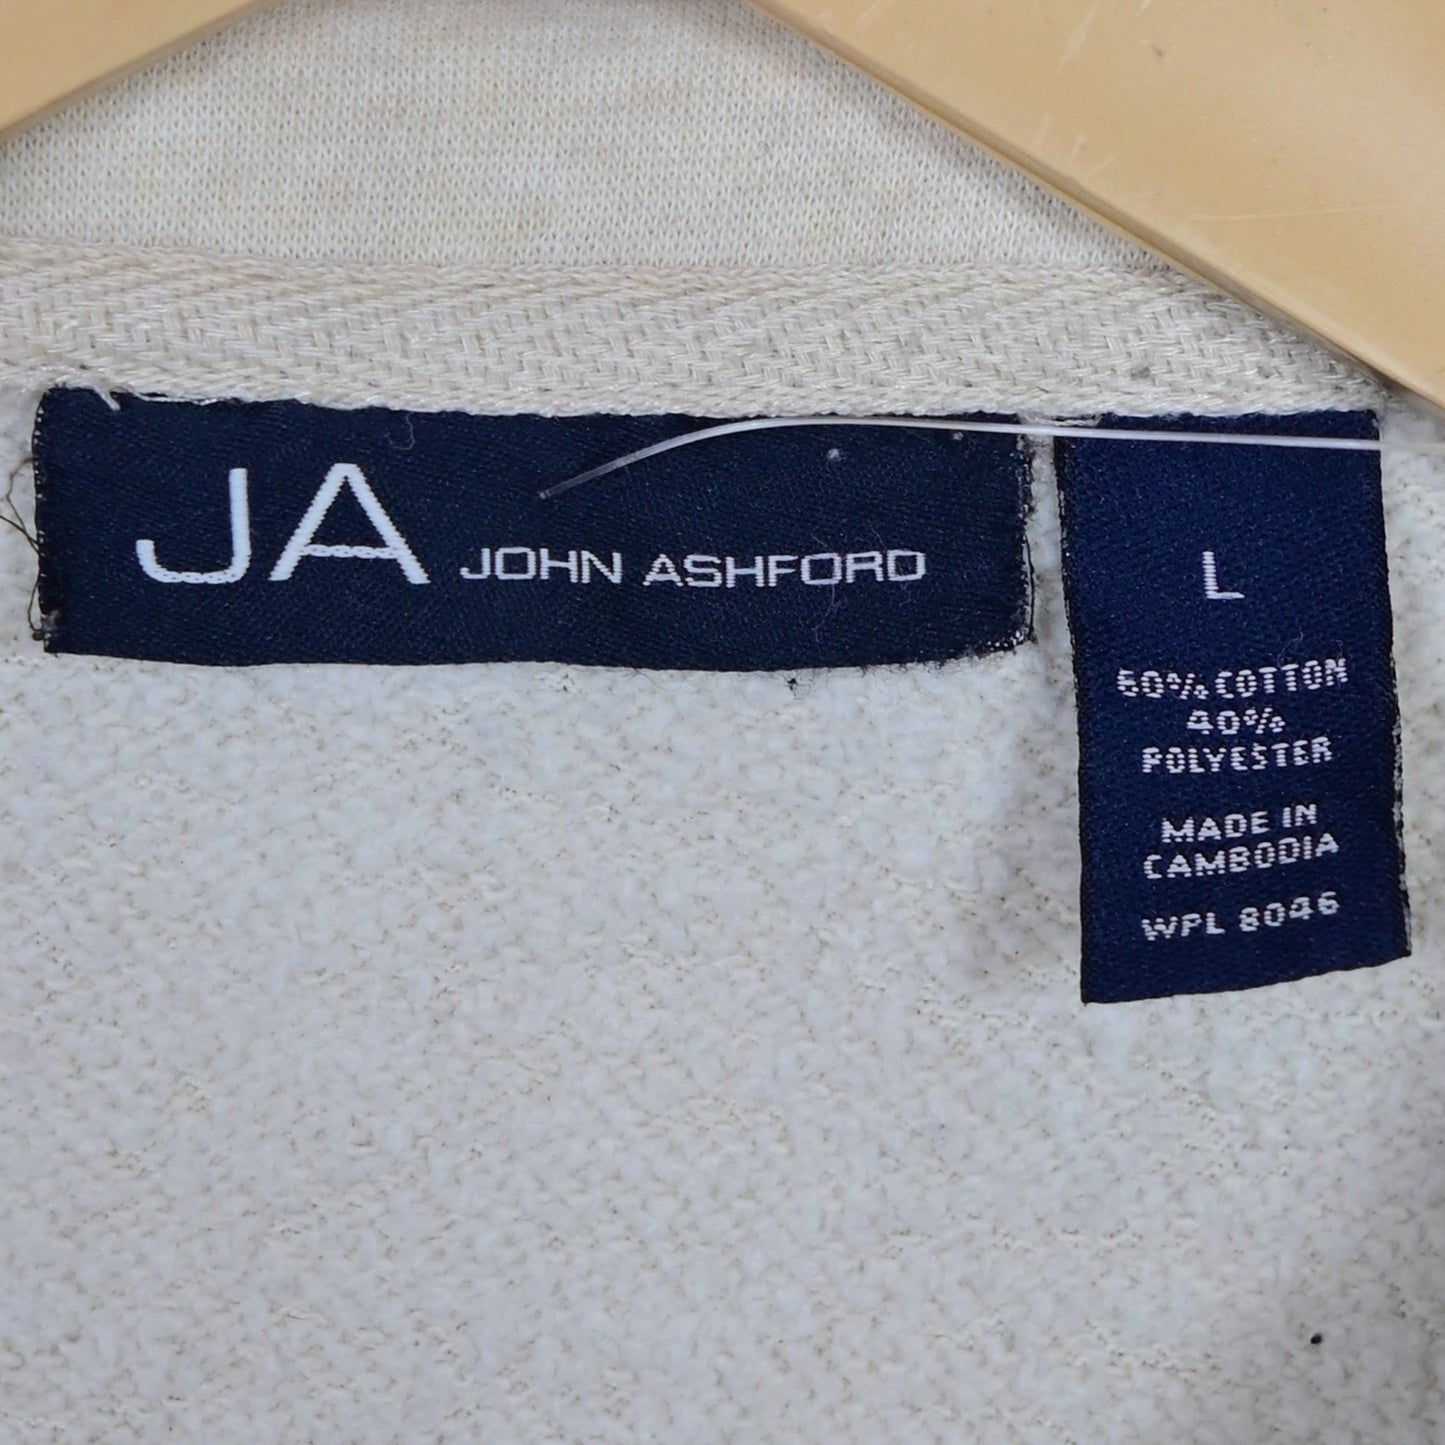 JA JOHN ASHFORD
L
60% COTTON
40%
POLYESTER
MADE IN
CAMBODIA
WPL 8046